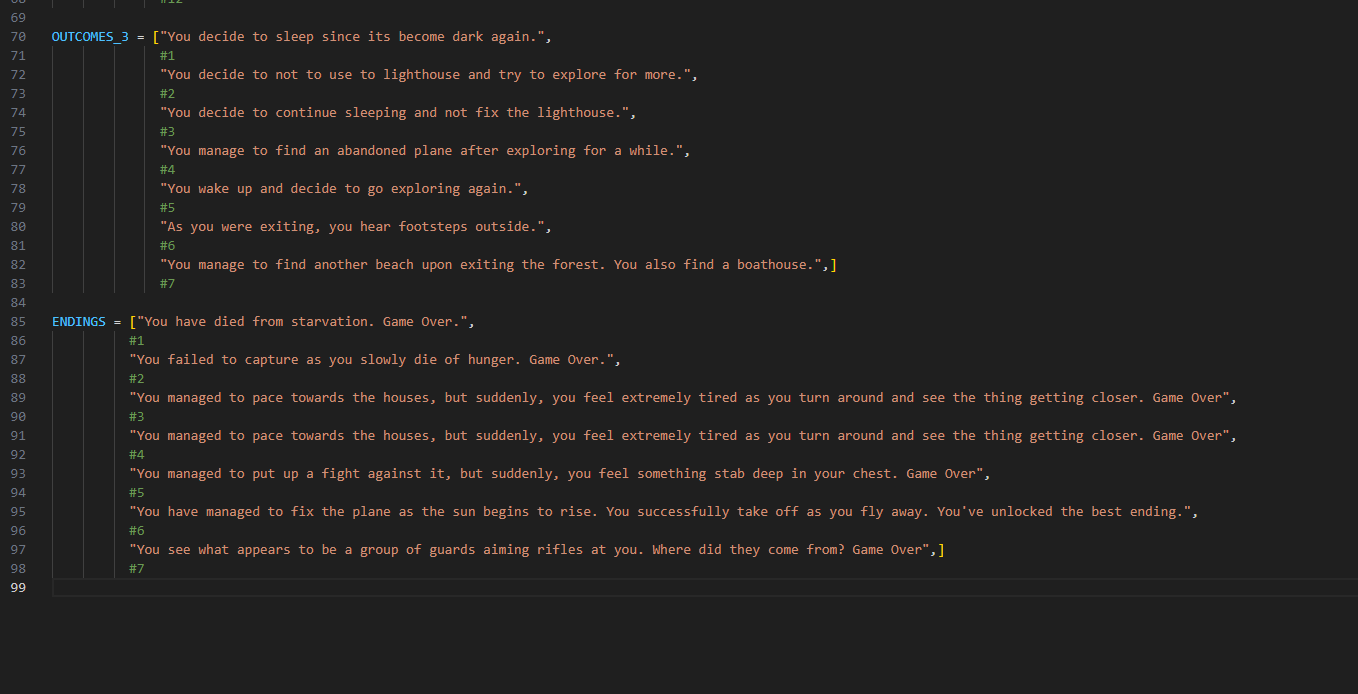 68 #12
69
70 OUTCOMES_3 = ["You decide to sleep since its become dark again.",
71 #1
72 "You decide to not to use to lighthouse and try to explore for more.",
73 #2
74 "You decide to continue sleeping and not fix the lighthouse.",
75 #3
76 "You manage to find an abandoned plane after exploring for a while.",
77 #4
78 "You wake up and decide to go exploring again.",
79 #5
80 "As you were exiting, you hear footsteps outside.",
81 #6
82 "You manage to find another beach upon exiting the forest. You also find a boathouse.",]
83 #7
84
85 ENDINGS = ["You have died from starvation. Game Over.",
86 #1
87 "You failed to capture as you slowly die of hunger. Game Over.",
88 #2
89 "You managed to pace towards the houses, but suddenly, you feel extremely tired as you turn around and see the thing getting closer. Game Over",
90 #3
91 "You managed to pace towards the houses, but suddenly, you feel extremely tired as you turn around and see the thing getting closer. Game Over",
92 #4
93 "You managed to put up a fight against it, but suddenly, you feel something stab deep in your chest. Game Over",
94 #5
95 "You have managed to fix the plane as the sun begins to rise. You successfully take off as you fly away. You've unlocked the best ending.",
96 #6
97 "You see what appears to be a group of guards aiming rifles at you. Where did they come from? Game Over",]
98 #7
99